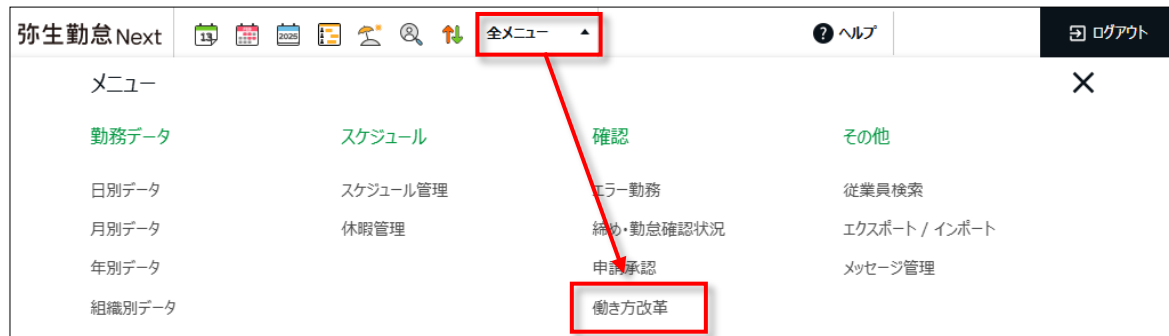 弥生勤怠 Next 13 2025 全メニュー ▲ ? ヘルプ ログアウト
メニュー ×
勤務データ スケジュール 確認 その他
日別データ スケジュール管理 エラー勤務 従業員検索
月別データ 休暇管理 締め・勤怠確認状況 エクスポート / インポート
年別データ 申請承認 メッセージ管理
組織別データ 働き方改革